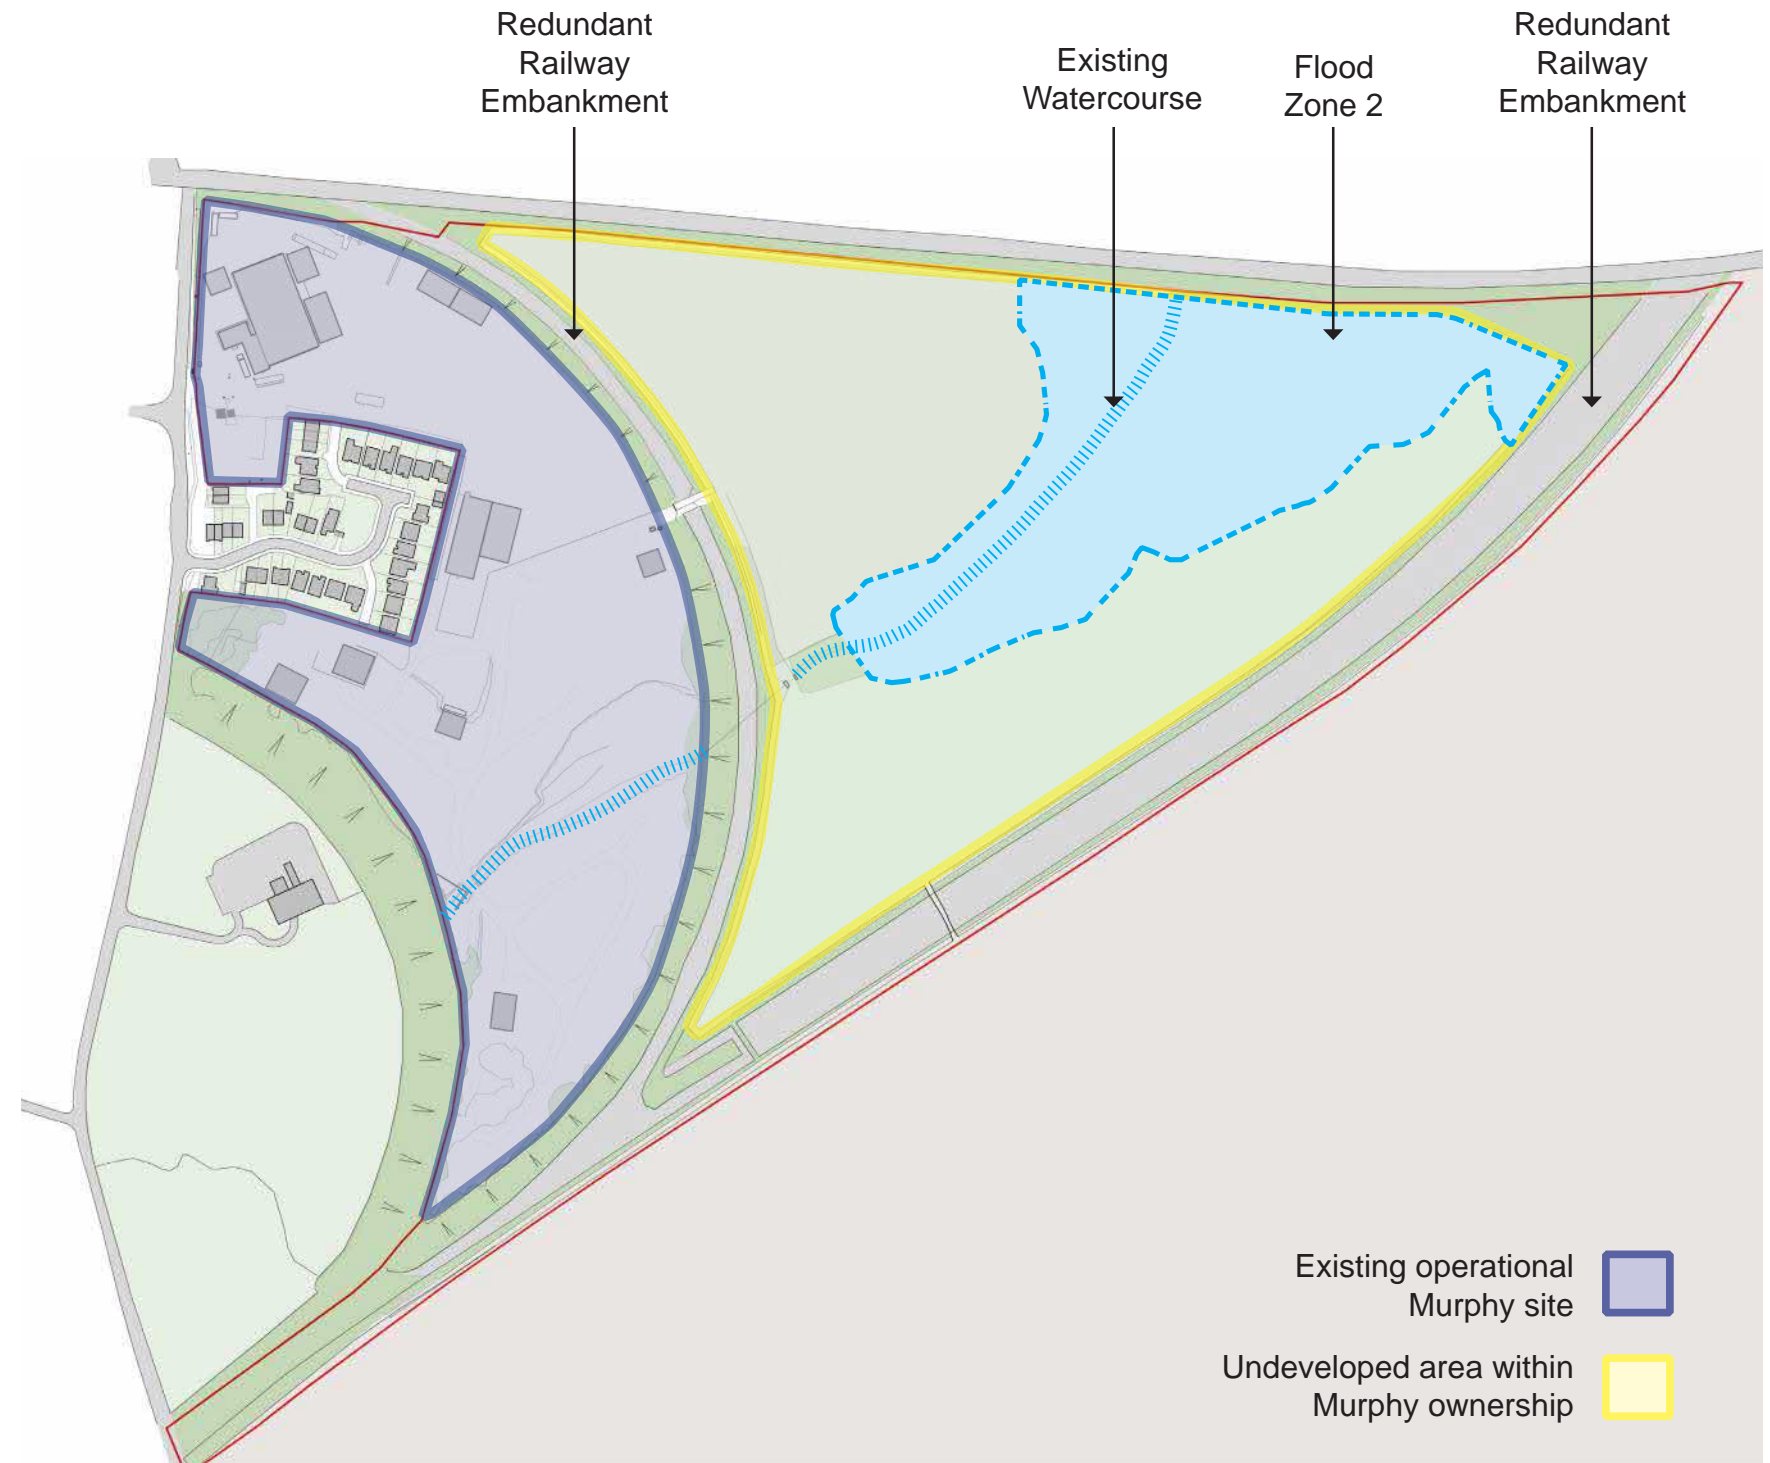 Redundant
Railway
Embankment
Existing
Watercourse
Flood
Zone 2
Redundant
Railway
Embankment
Existing operational
Murphy site
Undeveloped area within
Murphy ownership